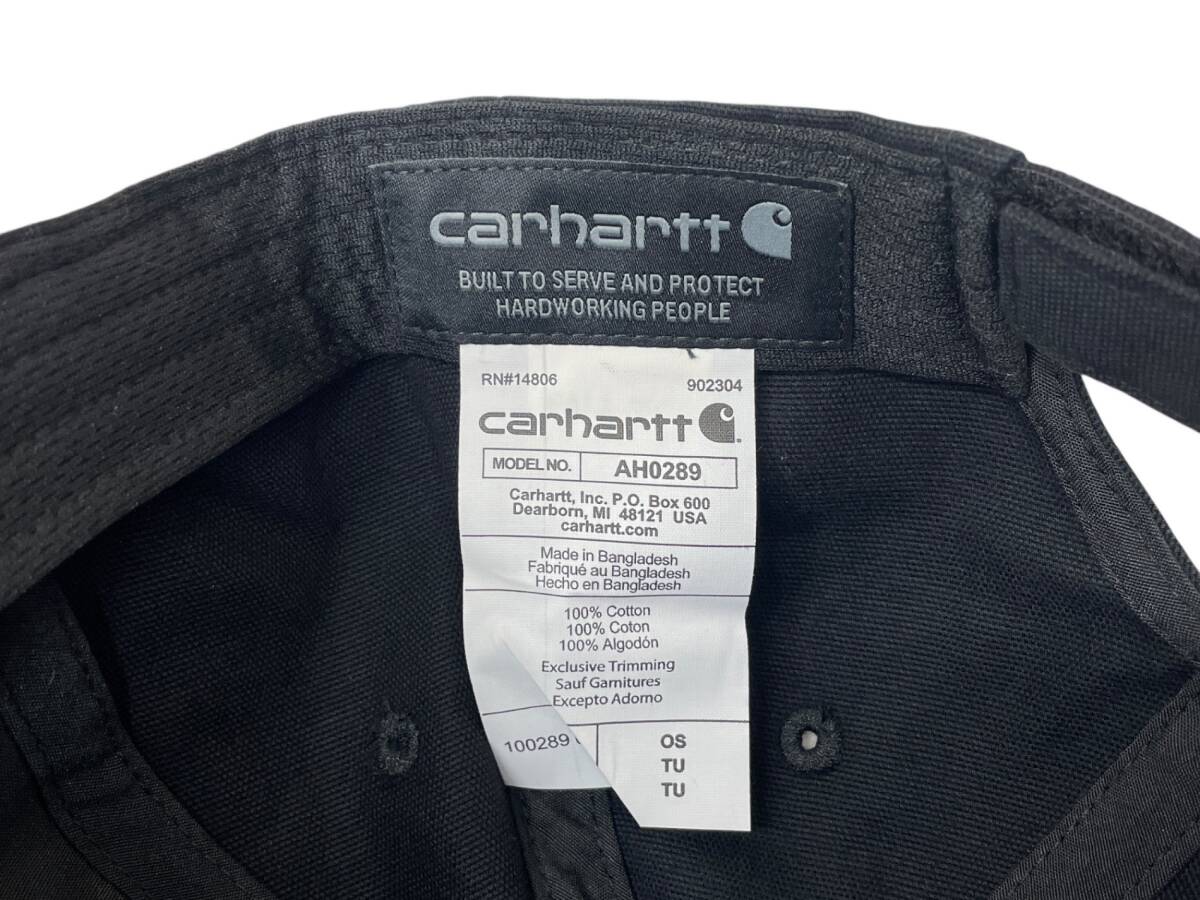 carhartt
BUILT TO SERVE AND PROTECT
HARDWORKING PEOPLE
RN#14806 902304
carhartt
MODEL NO. AH0289
Carhartt, Inc. P.O. Box 600
Dearborn, MI 48121 USA
carhartt.com
Made in Bangladesh
Fabriqué au Bangladesh
Hecho en Bangladesh
100% Cotton
100% Coton
100% Algodón
Exclusive Trimming
Sauf Garnitures
Excepto Adorno
100289 OS
TU
TU